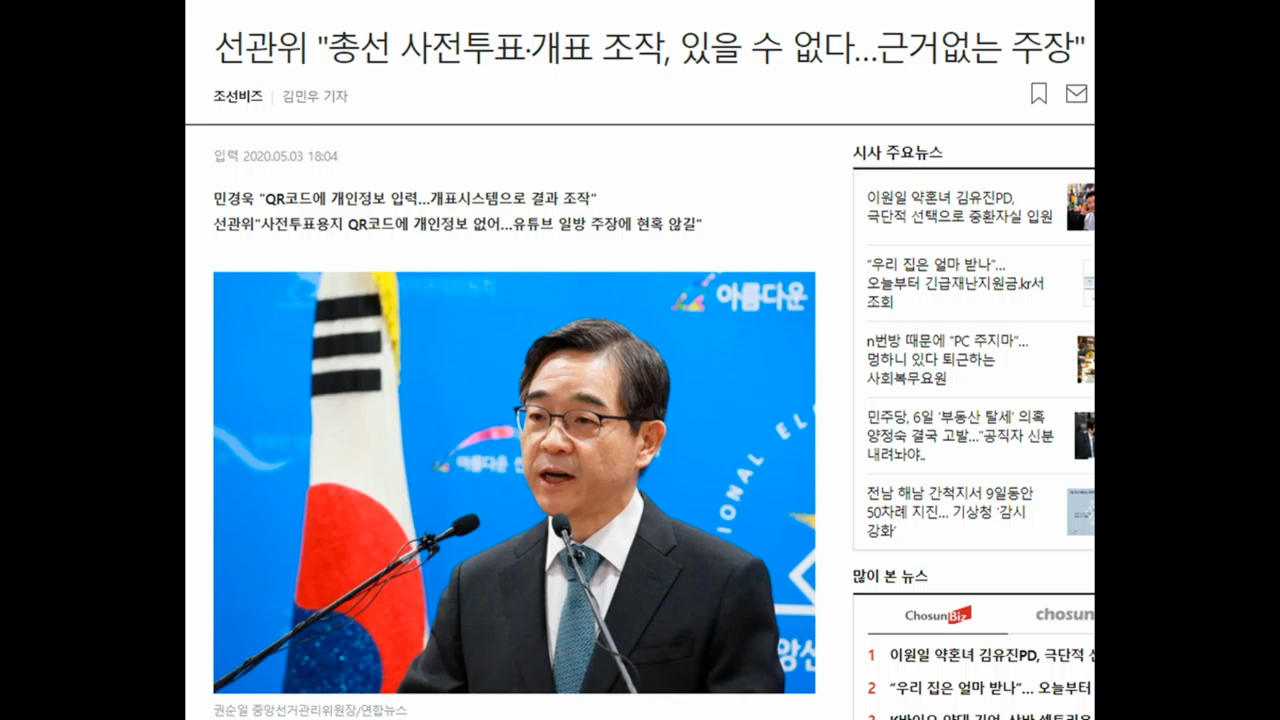 선관위 "총선 사전투표·개표 조작, 있을 수 없다...근거없는 주장"
조선비즈 | 김민우 기자
입력 2020.05.03 18:04
민경욱 "QR코드에 개인정보 입력...개표시스템으로 결과 조작"
선관위"사전투표용지 QR코드에 개인정보 없어...유튜브 일방 주장에 현혹 않길"
아름다운
아름다운
IONAL EL
앙선
권순일 중앙선거관리위원장/연합뉴스
시사 주요뉴스
이원일 약혼녀 김유진PD,
극단적 선택으로 중환자실 입원
"우리 집은 얼마 받나"...
오늘부터 긴급재난지원금.kr서
조회
n번방 때문에 "PC 주지마"...
멍하니 있다 퇴근하는
사회복무요원
민주당, 6일 '부동산 탈세' 의혹
양정숙 결국 고발..."공직자 신분
내려놔야..
전남 해남 간척지서 9일동안
50차례 지진... 기상청 '감시
강화'
많이 본 뉴스
ChosunBiz
chosun
1 이원일 약혼녀 김유진PD, 극단적
2 "우리 집은 얼마 받나"... 오늘부터